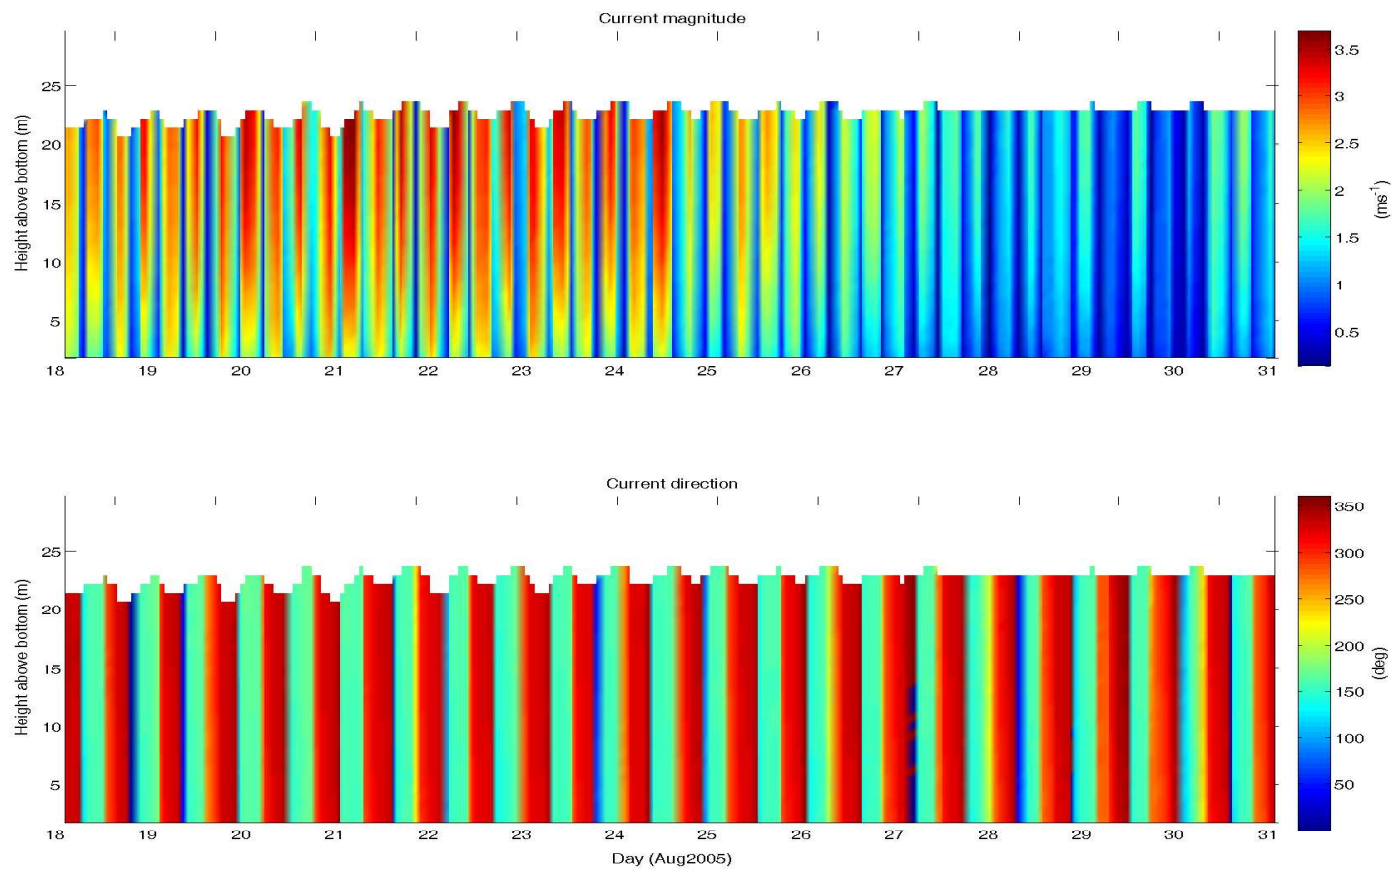 Current magnitude
25
20
15
10
5
Height above bottom (m)
18 19 20 21 22 23 24 25 26 27 28 29 30 31
3.5
3
2.5
2
1.5
1
0.5
(ms⁻¹)
Current direction
25
20
15
10
5
Height above bottom (m)
18 19 20 21 22 23 24 25 26 27 28 29 30 31
Day (Aug2005)
350
300
250
200
150
100
50
(deg)